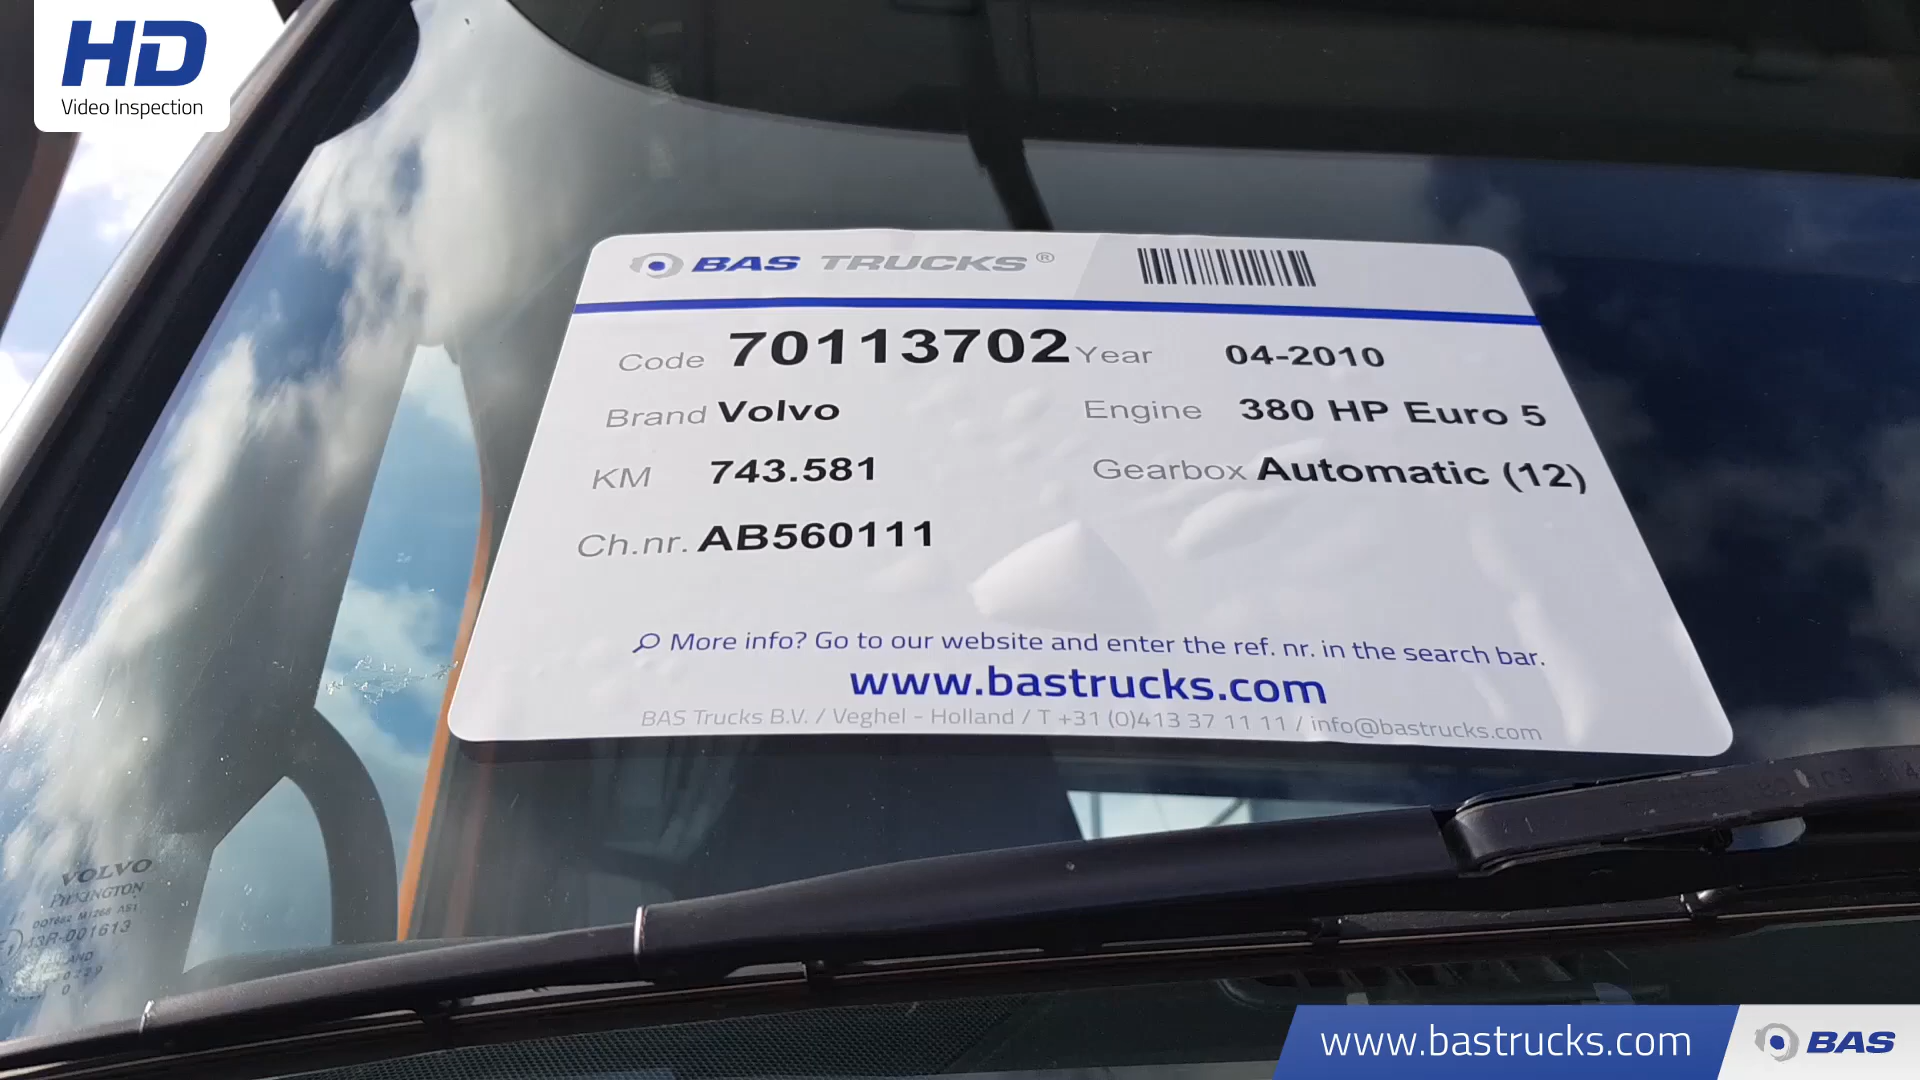 HD
Video Inspection
BAS TRUCKS ®
Code 70113702 Year 04-2010
Brand Volvo Engine 380 HP Euro 5
KM 743.581 Gearbox Automatic (12)
Ch.nr. AB560111
More info? Go to our website and enter the ref. nr. in the search bar.
www.bastrucks.com
BAS Trucks B.V. / Veghel - Holland / T +31 (0)413 37 11 11 / info@bastrucks.com
VOLVO
PILKINGTON
43R-001613
www.bastrucks.com BAS